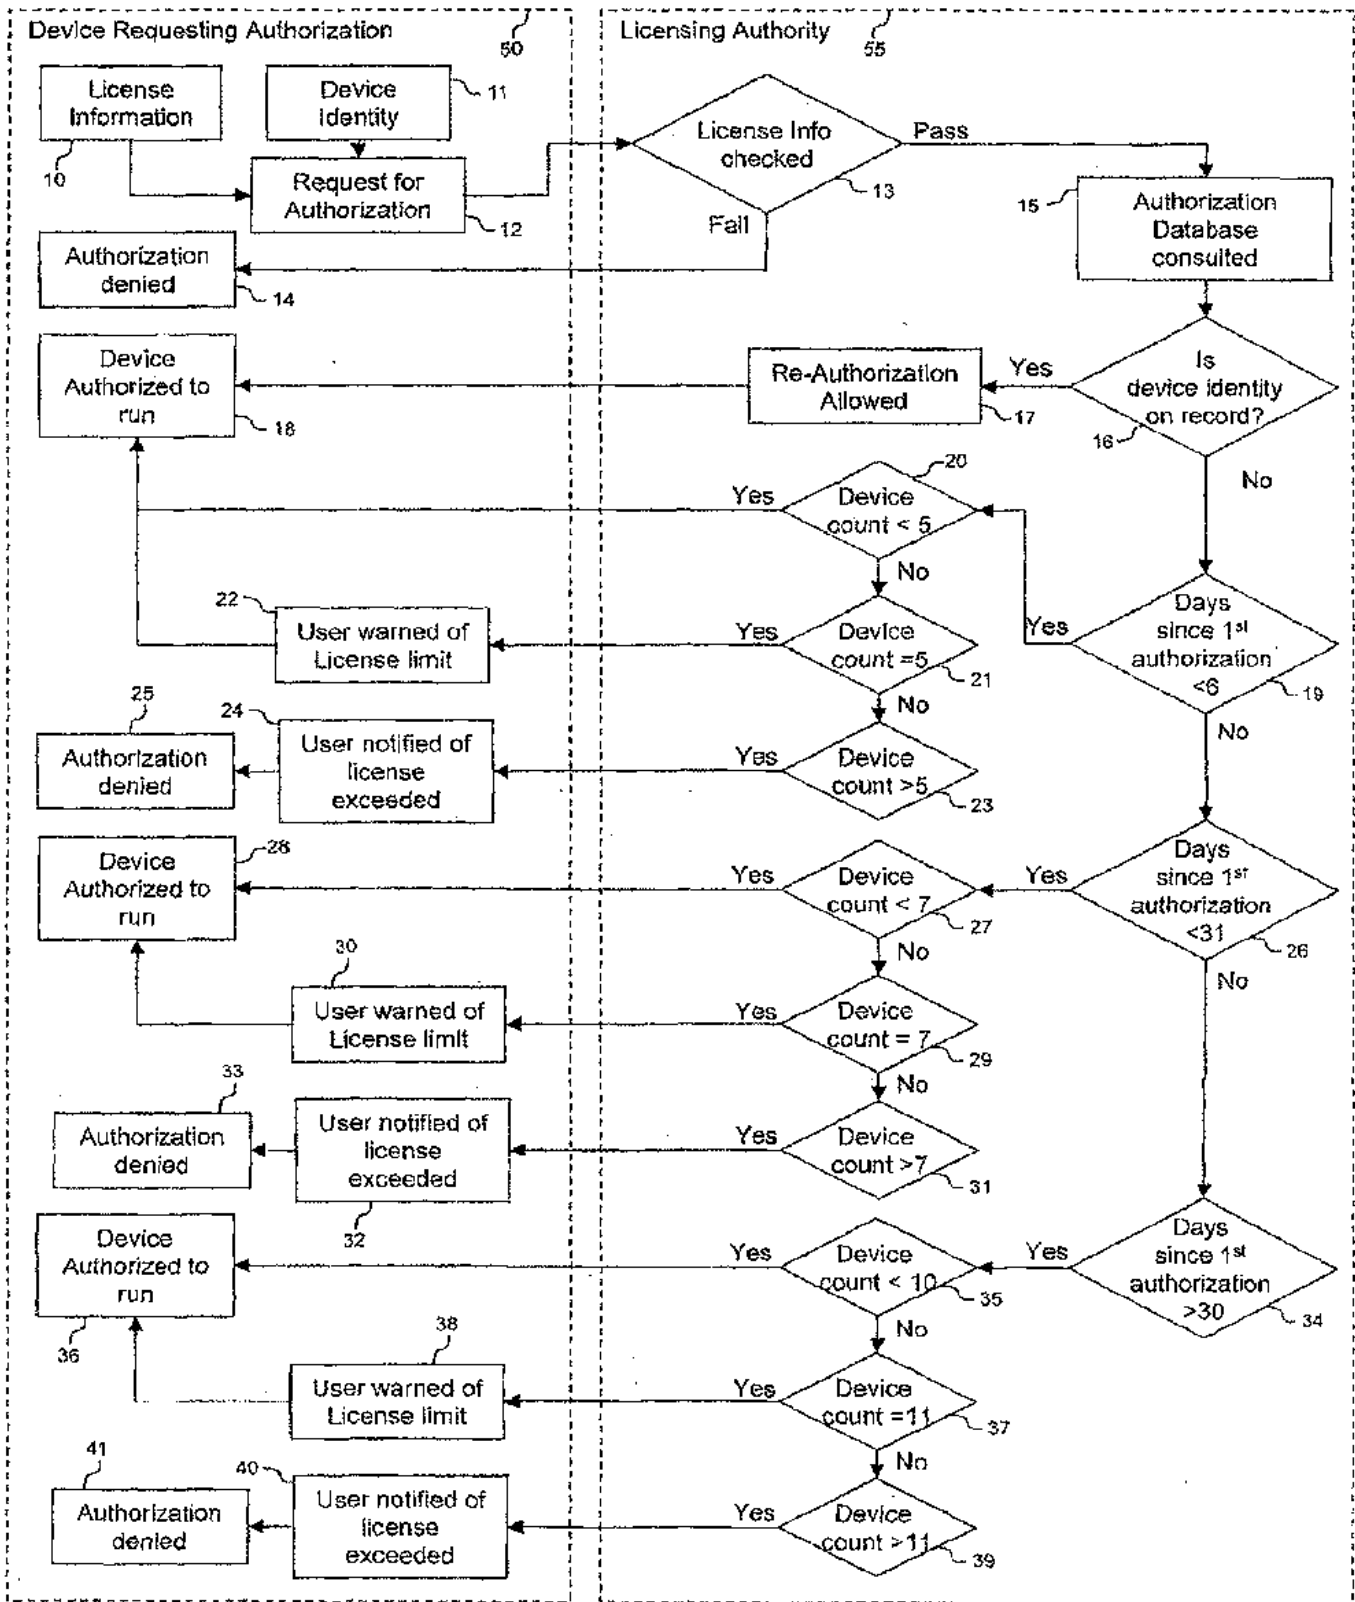 Device Requesting Authorization
50
Licensing Authority
55
License
Information
10
Device
Identity
11
Request for
Authorization
12
License Info
checked
13
Pass
Fail
Authorization
denied
14
15
Authorization
Database
consulted
Is
device identity
on record?
16
Yes
No
Re-Authorization
Allowed
17
Device
Authorized to
run
18
Days
since 1st
authorization
<6
19
Yes
No
20
Device
count < 5
Yes
No
Device
count =5
21
Yes
No
22
User warned of
License limit
Device
count >5
23
Yes
24
User notified of
license
exceeded
25
Authorization
denied
Days
since 1st
authorization
<31
26
Yes
No
Device
count < 7
27
Yes
No
28
Device
Authorized to
run
Device
count = 7
29
Yes
No
30
User warned of
License limit
Device
count >7
31
Yes
User notified of
license
exceeded
32
33
Authorization
denied
Days
since 1st
authorization
>30
34
Yes
Device
count < 10
35
Yes
No
Device
Authorized to
run
36
Device
count =11
37
Yes
No
38
User warned of
License limit
Device
count >11
39
Yes
40
User notified of
license
exceeded
41
Authorization
denied